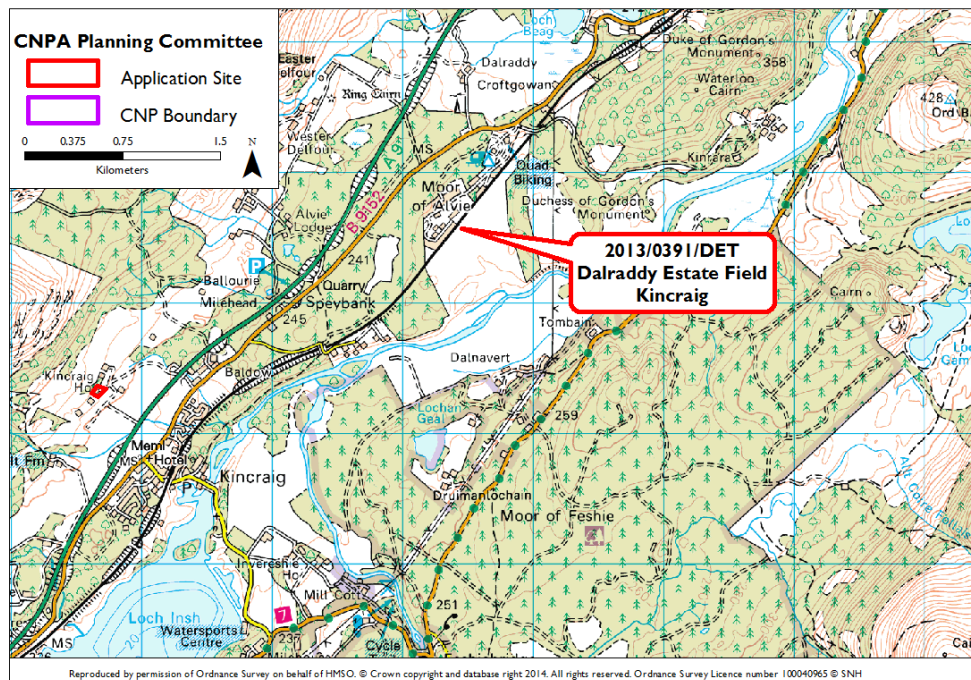 CNPA Planning Committee
Application Site
CNP Boundary
0 0.375 0.75 1.5
Kilometers
N
Loch
Beag
Duke of Gordon's
Monument
368
Waterloo
Cairn
428
Ord B
Easter
elfour
Dalraddy
Croftgowan
Ring Cairn
Wester
Delfour
A 9
MS
B 9152
Moor
of Alvie
Quad
Biking
Kinrara
Duchess of Gordon's
Monument
Alvie
Lodge
241
P
Ballourie
Milehead
Quarry
Speybank
245
2013/0391/DET
Dalraddy Estate Field
Kincraig
Cairn
Tombain
Dalnavert
Baldow
Kincraig
Ho
Lochan
Geal
259
Meml
MS
Hotel
P
Kincraig
Druimanlochain
Moor of Feshie
Invereshie
Ho
Mill Cotts
251
7
Loch Insh
Watersports
Centre
237
Cycle
MS
Reproduced by permission of Ordnance Survey on behalf of HMSO. © Crown copyright and database right 2014. All rights reserved. Ordnance Survey Licence number 100040965 © SNH